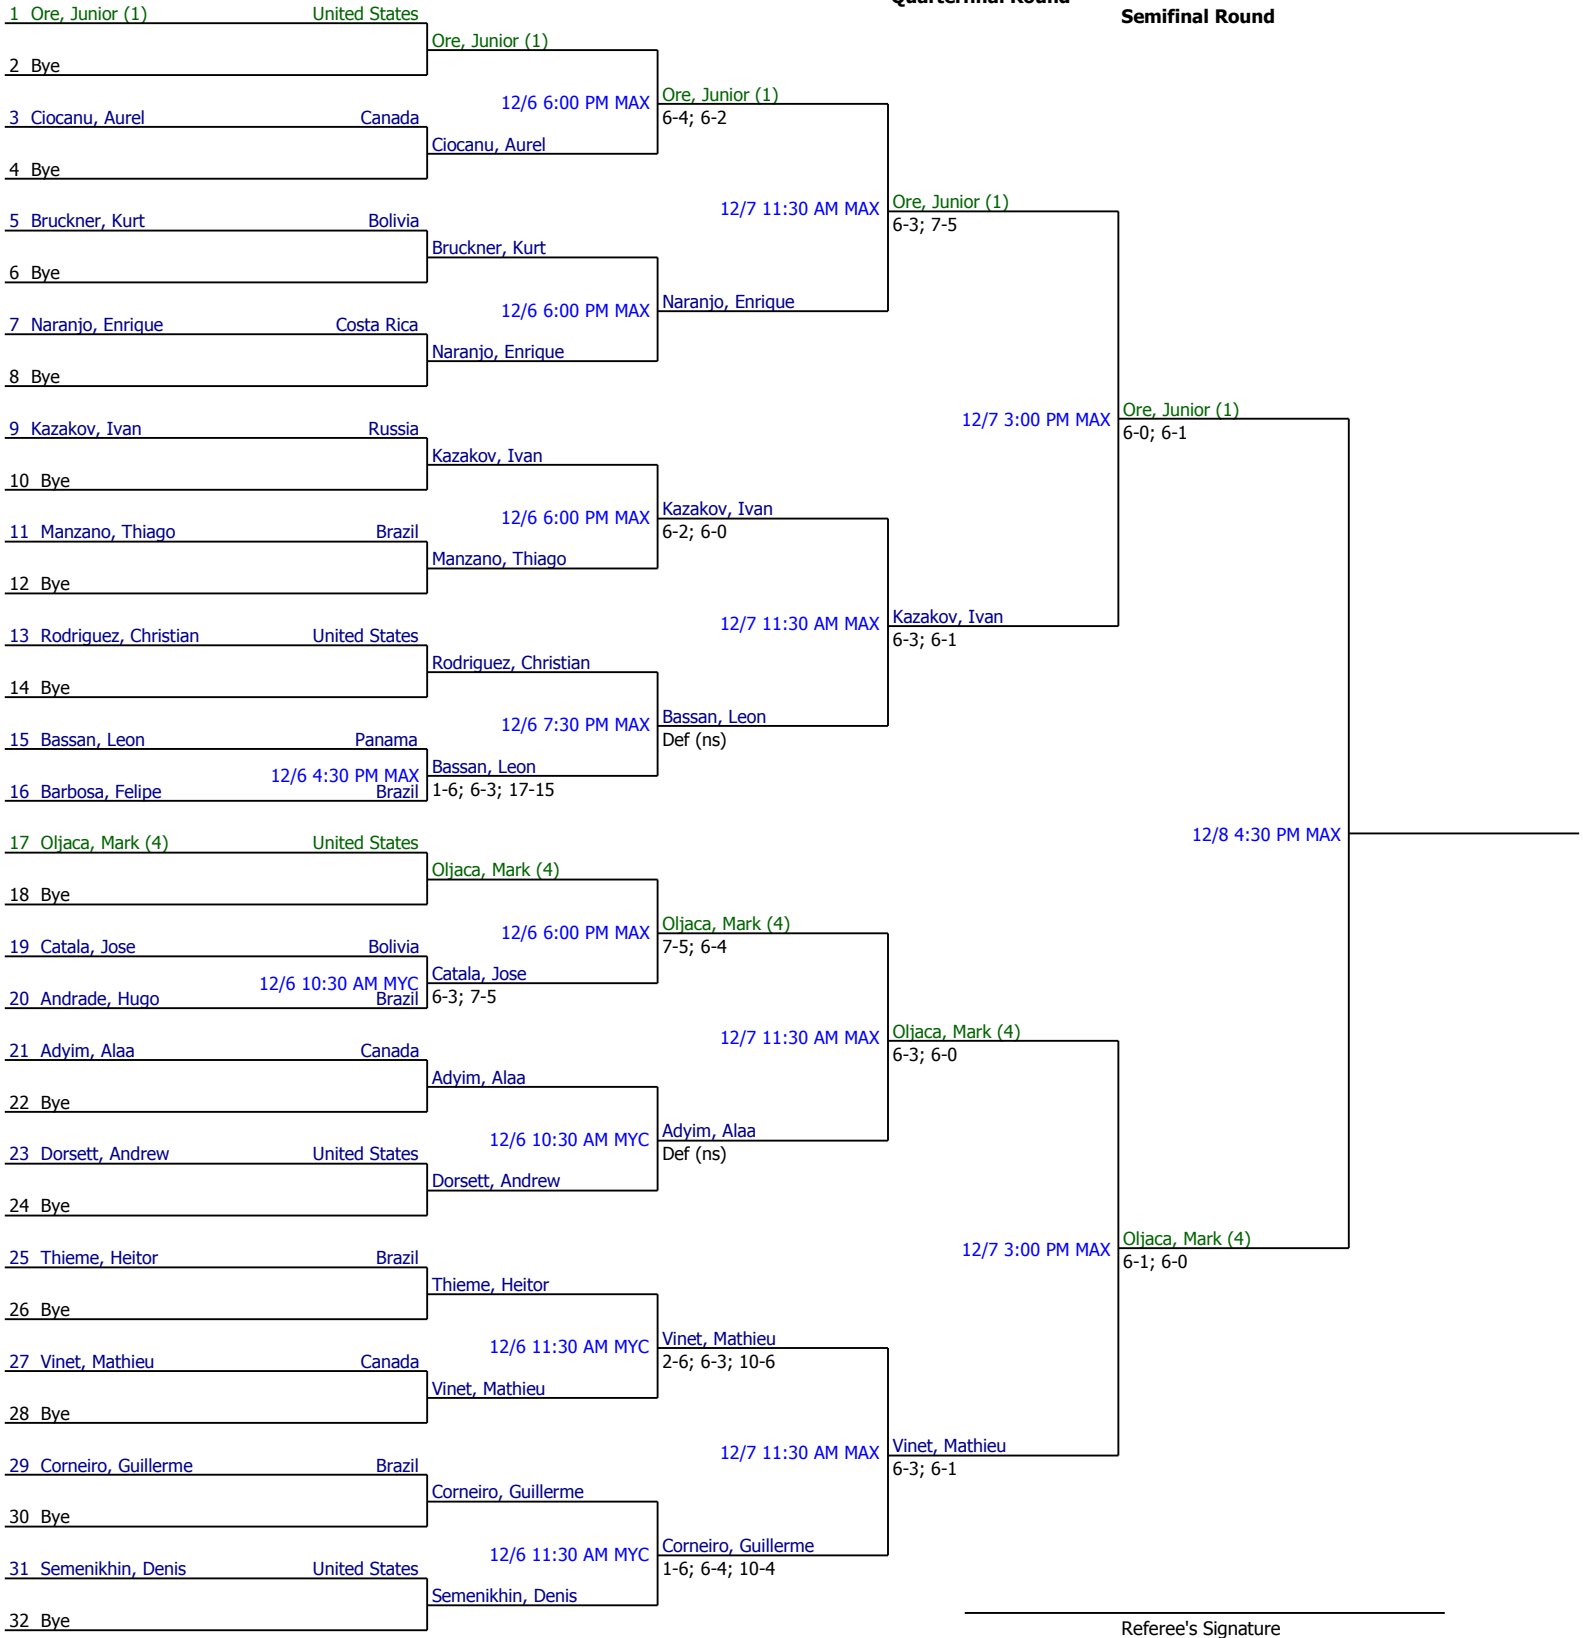 Quarterfinal Round
Semifinal Round
1 Ore, Junior (1) United States
Ore, Junior (1)
2 Bye
12/6 6:00 PM MAX Ore, Junior (1)
6-4; 6-2
3 Ciocanu, Aurel Canada
Ciocanu, Aurel
4 Bye
12/7 11:30 AM MAX Ore, Junior (1)
6-3; 7-5
5 Bruckner, Kurt Bolivia
Bruckner, Kurt
6 Bye
12/6 6:00 PM MAX Naranjo, Enrique
7 Naranjo, Enrique Costa Rica
Naranjo, Enrique
8 Bye
12/7 3:00 PM MAX Ore, Junior (1)
6-0; 6-1
9 Kazakov, Ivan Russia
Kazakov, Ivan
10 Bye
12/6 6:00 PM MAX Kazakov, Ivan
6-2; 6-0
11 Manzano, Thiago Brazil
Manzano, Thiago
12 Bye
12/7 11:30 AM MAX Kazakov, Ivan
6-3; 6-1
13 Rodriguez, Christian United States
Rodriguez, Christian
14 Bye
12/6 7:30 PM MAX Bassan, Leon
Def (ns)
15 Bassan, Leon Panama
12/6 4:30 PM MAX Bassan, Leon
16 Barbosa, Felipe Brazil 1-6; 6-3; 17-15
12/8 4:30 PM MAX
17 Oljaca, Mark (4) United States
Oljaca, Mark (4)
18 Bye
12/6 6:00 PM MAX Oljaca, Mark (4)
7-5; 6-4
19 Catala, Jose Bolivia
12/6 10:30 AM MYC Catala, Jose
20 Andrade, Hugo Brazil 6-3; 7-5
12/7 11:30 AM MAX Oljaca, Mark (4)
6-3; 6-0
21 Adyim, Alaa Canada
Adyim, Alaa
22 Bye
12/6 10:30 AM MYC Adyim, Alaa
Def (ns)
23 Dorsett, Andrew United States
Dorsett, Andrew
24 Bye
12/7 3:00 PM MAX Oljaca, Mark (4)
6-1; 6-0
25 Thieme, Heitor Brazil
Thieme, Heitor
26 Bye
12/6 11:30 AM MYC Vinet, Mathieu
2-6; 6-3; 10-6
27 Vinet, Mathieu Canada
Vinet, Mathieu
28 Bye
12/7 11:30 AM MAX Vinet, Mathieu
6-3; 6-1
29 Corneiro, Guillerme Brazil
Corneiro, Guillerme
30 Bye
12/6 11:30 AM MYC Corneiro, Guillerme
1-6; 6-4; 10-4
31 Semenikhin, Denis United States
Semenikhin, Denis
32 Bye
Referee's Signature